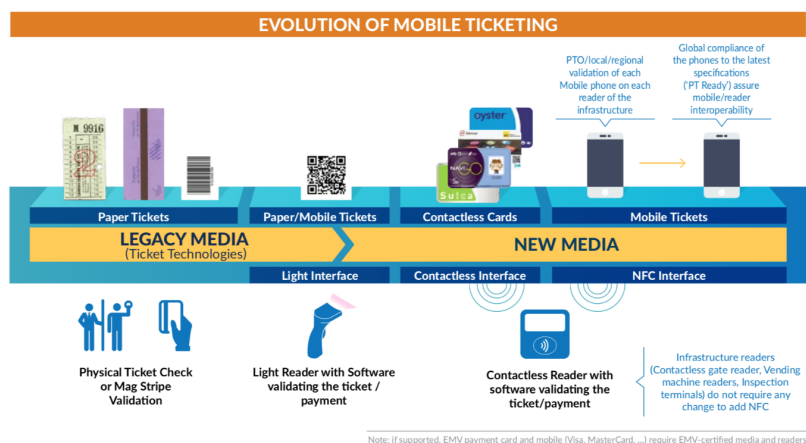 EVOLUTION OF MOBILE TICKETING
PTO/local/regional
validation of each
Mobile phone on each
reader of the
infrastructure
Global compliance of
the phones to the latest
specifications
('PT Ready') assure
mobile/reader
interoperability
N 9916
oyster
NAVIGO
Suica
Paper Tickets
Paper/Mobile Tickets
Contactless Cards
Mobile Tickets
LEGACY MEDIA
(Ticket Technologies)
NEW MEDIA
Light Interface
Contactless Interface
NFC Interface
Physical Ticket Check
or Mag Stripe
Validation
Light Reader with Software
validating the ticket /
payment
Contactless Reader with
software validating the
ticket/payment
Infrastructure readers
(Contactless gate reader, Vending
machine readers, Inspection
terminals) do not require any
change to add NFC
Note: if supported, EMV payment card and mobile (Visa, MasterCard, ...) require EMV-certified media and readers